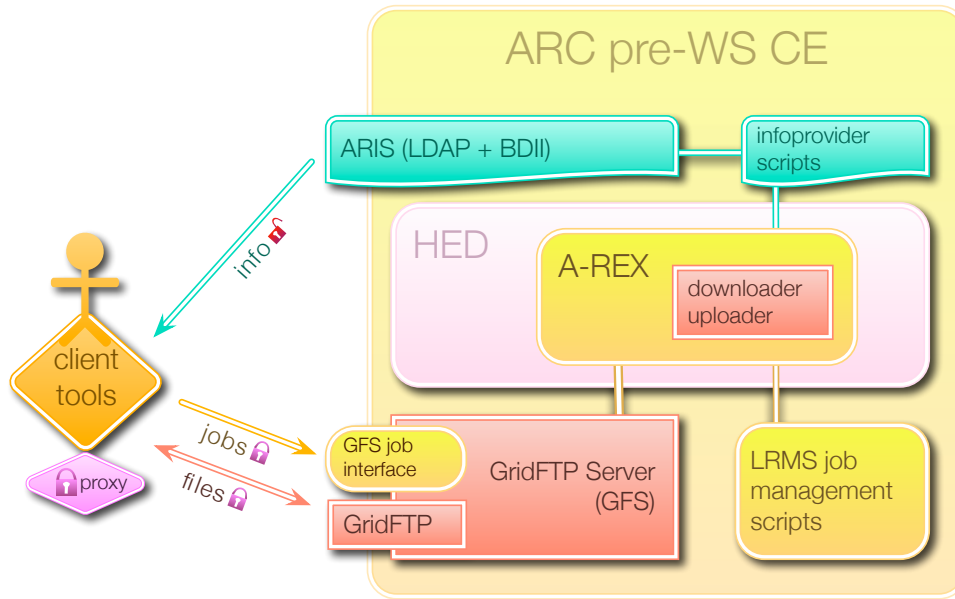 ARC pre-WS CE
ARIS (LDAP + BDII)
infoprovider
scripts
info
HED
A-REX
downloader
uploader
client
tools
proxy
jobs
files
GFS job
interface
GridFTP
GridFTP Server
(GFS)
LRMS job
management
scripts